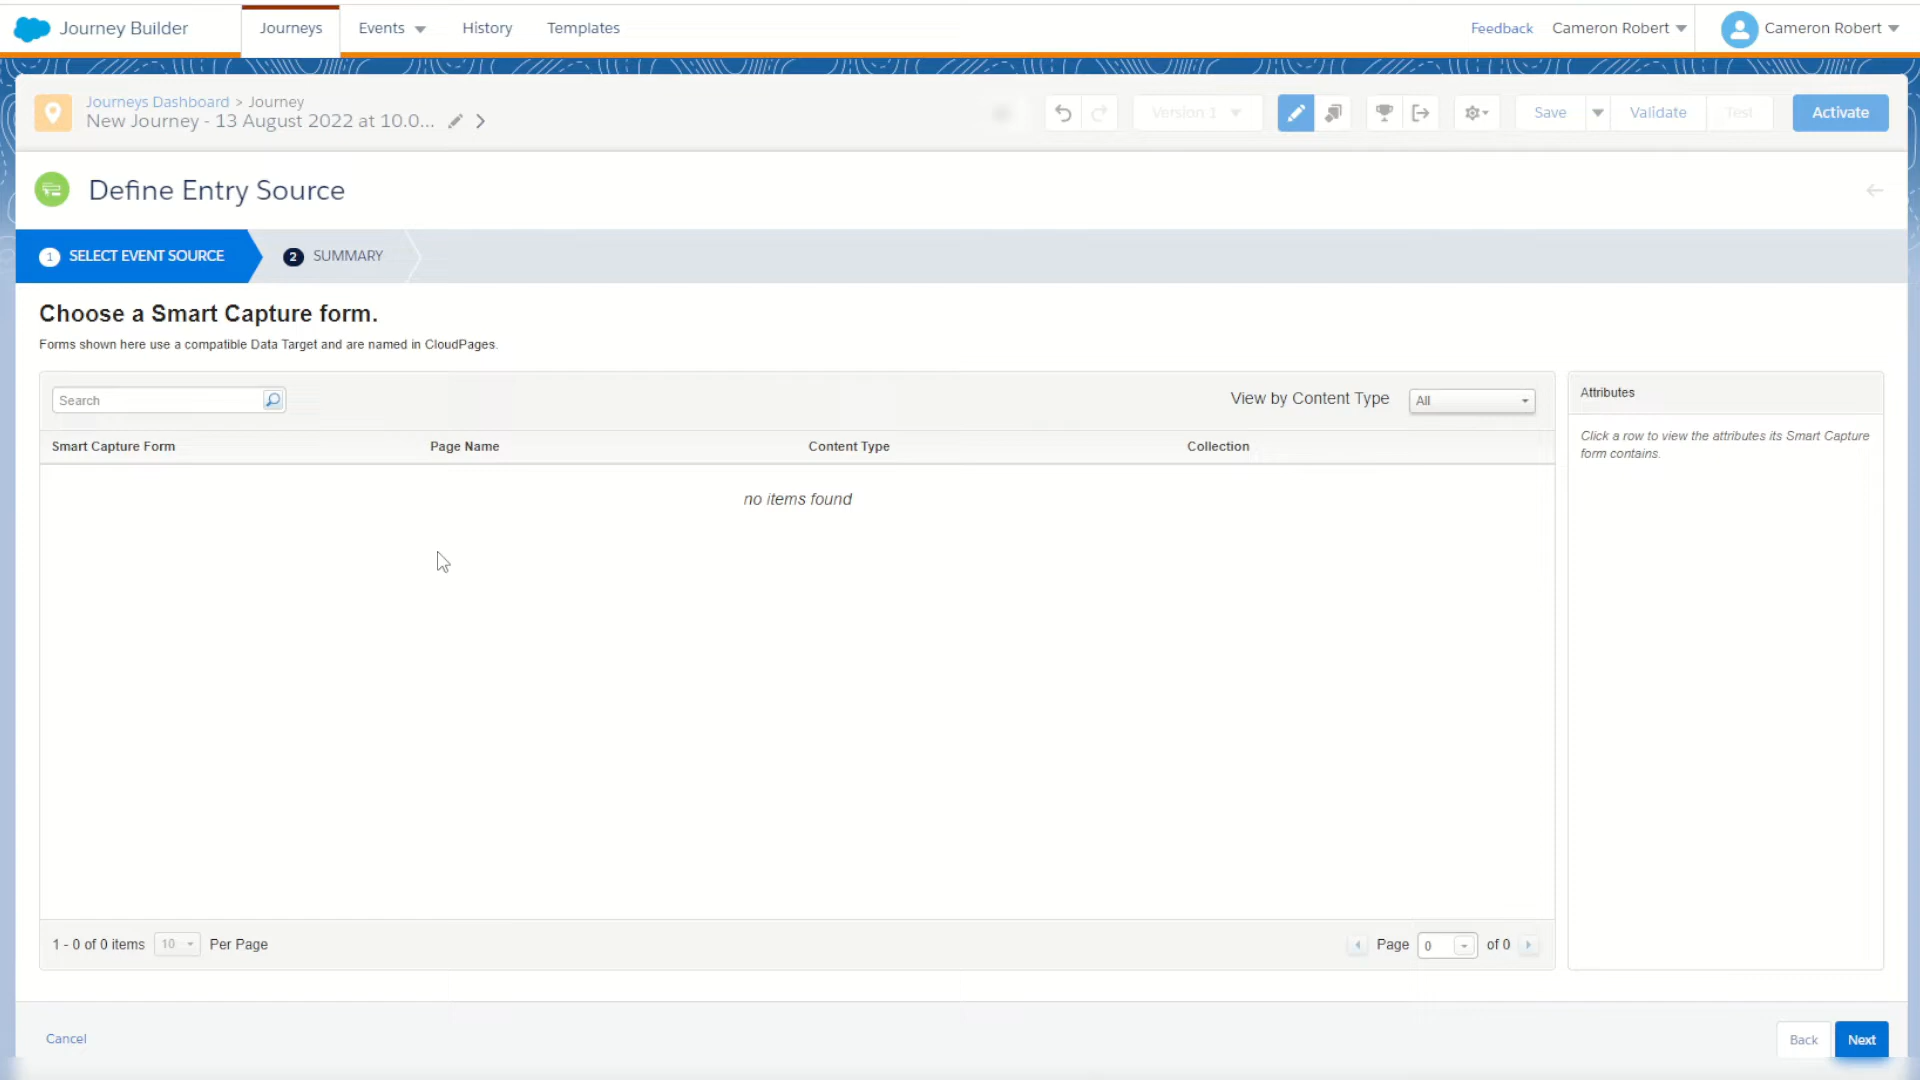 Journey Builder
Journeys
Events
History
Templates
Feedback
Cameron Robert
Cameron Robert
Journeys Dashboard > Journey
New Journey - 13 August 2022 at 10.0...
Version 1
Save
Validate
Test
Activate
Define Entry Source
1 SELECT EVENT SOURCE
2 SUMMARY
Choose a Smart Capture form.
Forms shown here use a compatible Data Target and are named in CloudPages.
Search
View by Content Type
All
Smart Capture Form
Page Name
Content Type
Collection
no items found
Attributes
Click a row to view the attributes its Smart Capture
form contains.
1 - 0 of 0 items
10
Per Page
Page
0
of 0
Cancel
Back
Next